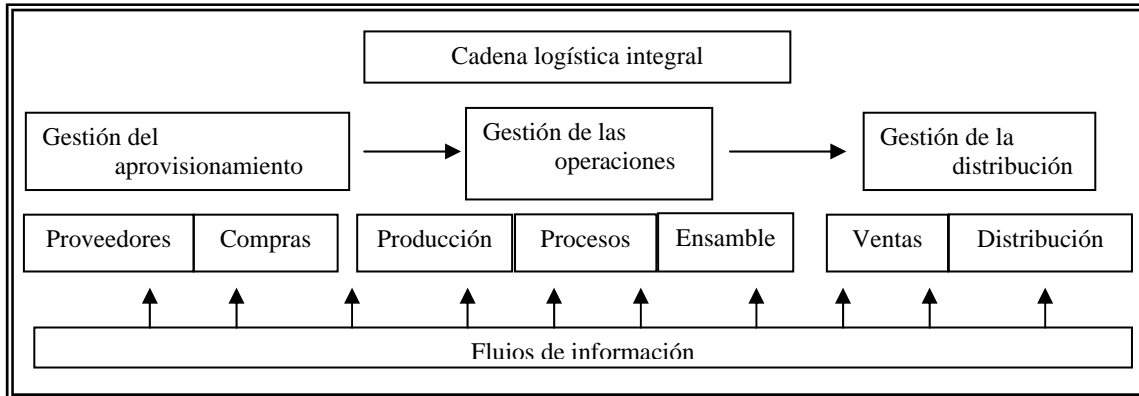 Cadena logística integral
Gestión del
aprovisionamiento
Gestión de las
operaciones
Gestión de la
distribución
Proveedores
Compras
Producción
Procesos
Ensamble
Ventas
Distribución
Flujos de información